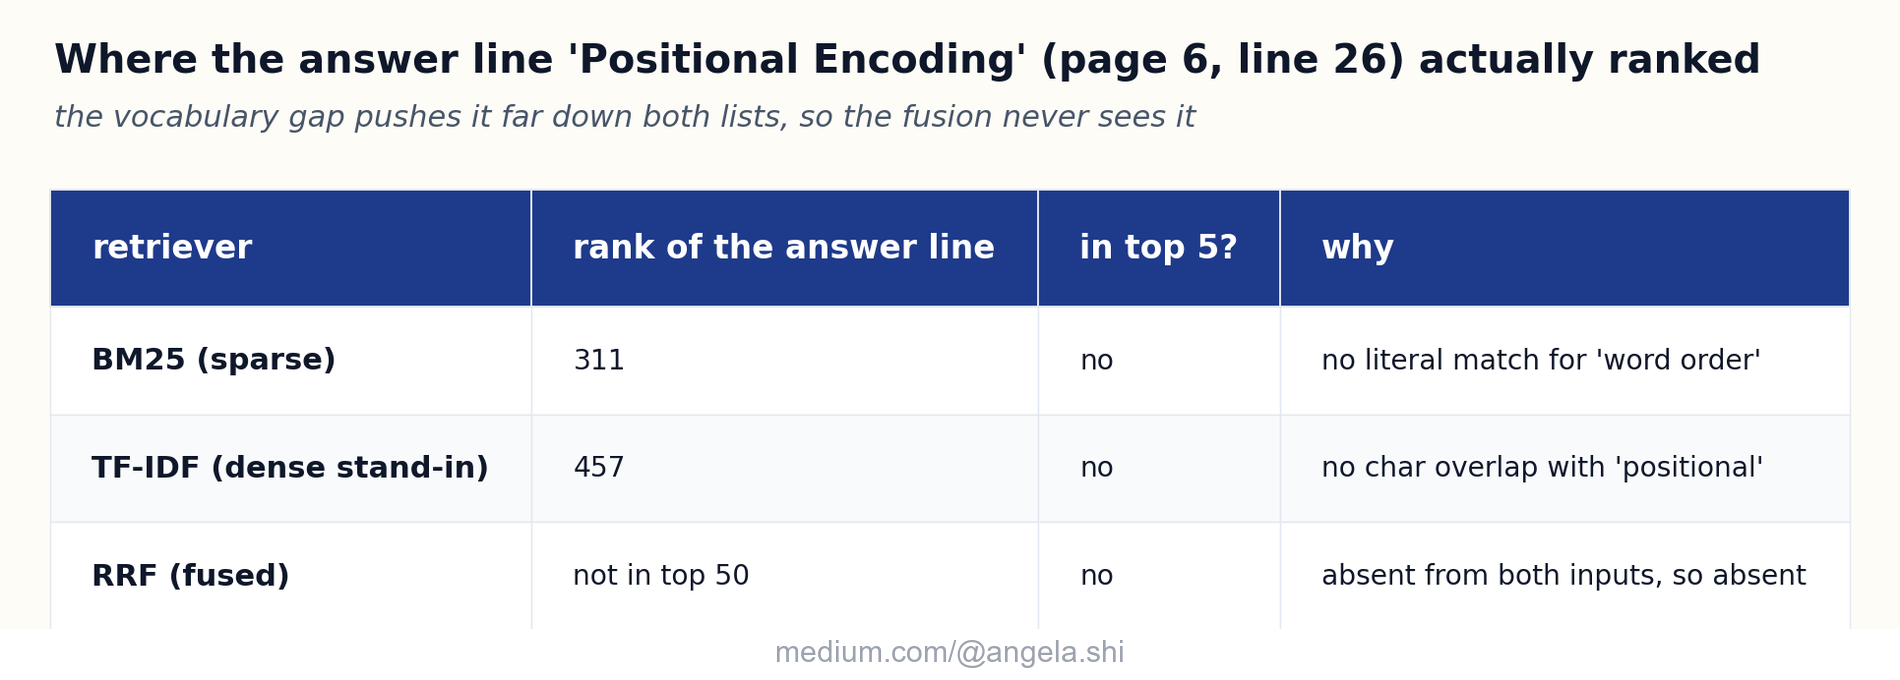 Where the answer line 'Positional Encoding' (page 6, line 26) actually ranked
the vocabulary gap pushes it far down both lists, so the fusion never sees it
retriever rank of the answer line in top 5? why
BM25 (sparse) 311 no no literal match for 'word order'
TF-IDF (dense stand-in) 457 no no char overlap with 'positional'
RRF (fused) not in top 50 no absent from both inputs, so absent
medium.com/@angela.shi